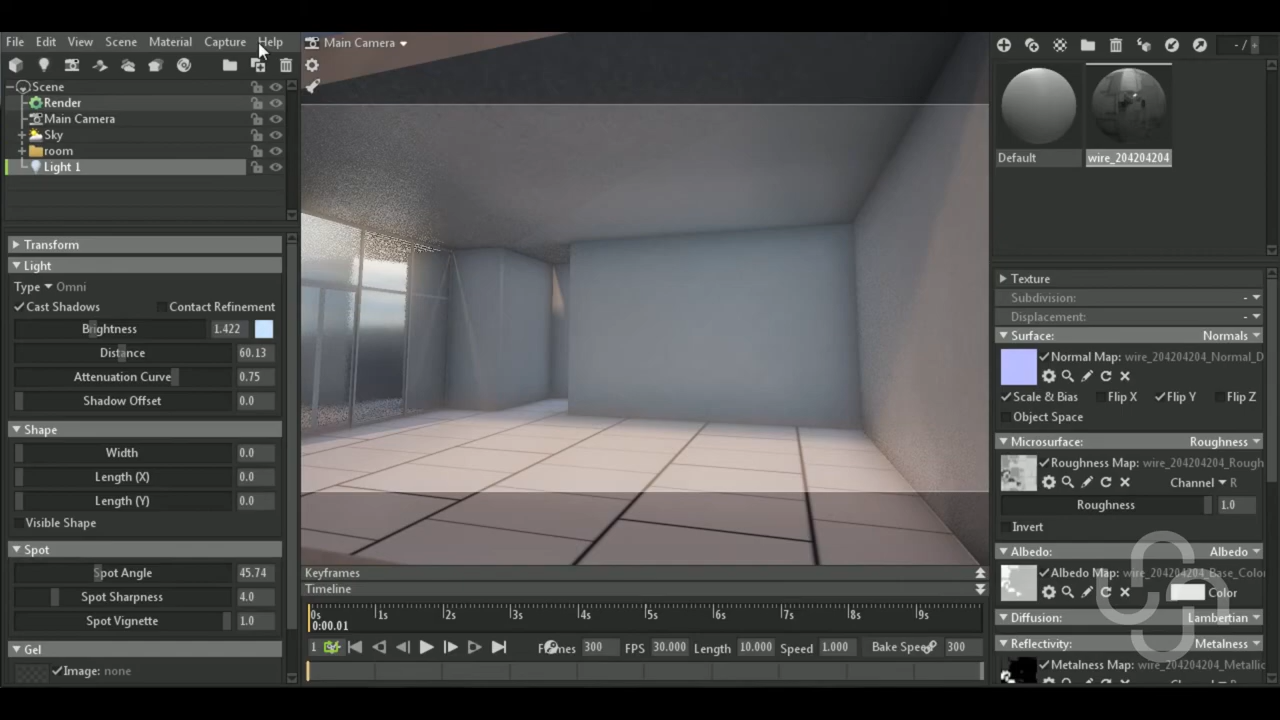 File Edit View Scene Material Capture Help
Scene
Render
Main Camera
Sky
room
Light 1
Transform
Light
Type Omni
Cast Shadows Contact Refinement
Brightness 1.422
Distance 60.13
Attenuation Curve 0.75
Shadow Offset 0.0
Shape
Width 0.0
Length (X) 0.0
Length (Y) 0.0
Visible Shape
Spot
Spot Angle 45.74
Spot Sharpness 4.0
Spot Vignette 1.0
Gel
Image: none
Main Camera
Keyframes
Timeline
0s 1s 2s 3s 4s 5s 6s 7s 8s 9s
0:00.01
1 Frames 300 FPS 30.000 Length 10.000 Speed 1.000 Bake Speed 300
- /
Default wire_204204204
Texture
Subdivision: -
Displacement: -
Surface: Normals
Normal Map: wire_204204204_Normal_D
Scale & Bias Flip X Flip Y Flip Z
Object Space
Microsurface: Roughness
Roughness Map: wire_204204204_Rough
Channel R
Roughness 1.0
Invert
Albedo: Albedo
Albedo Map: wire_204204204_Base_Color
Color
Diffusion: Lambertian
Reflectivity: Metalness
Metalness Map: wire_204204204_Metallic